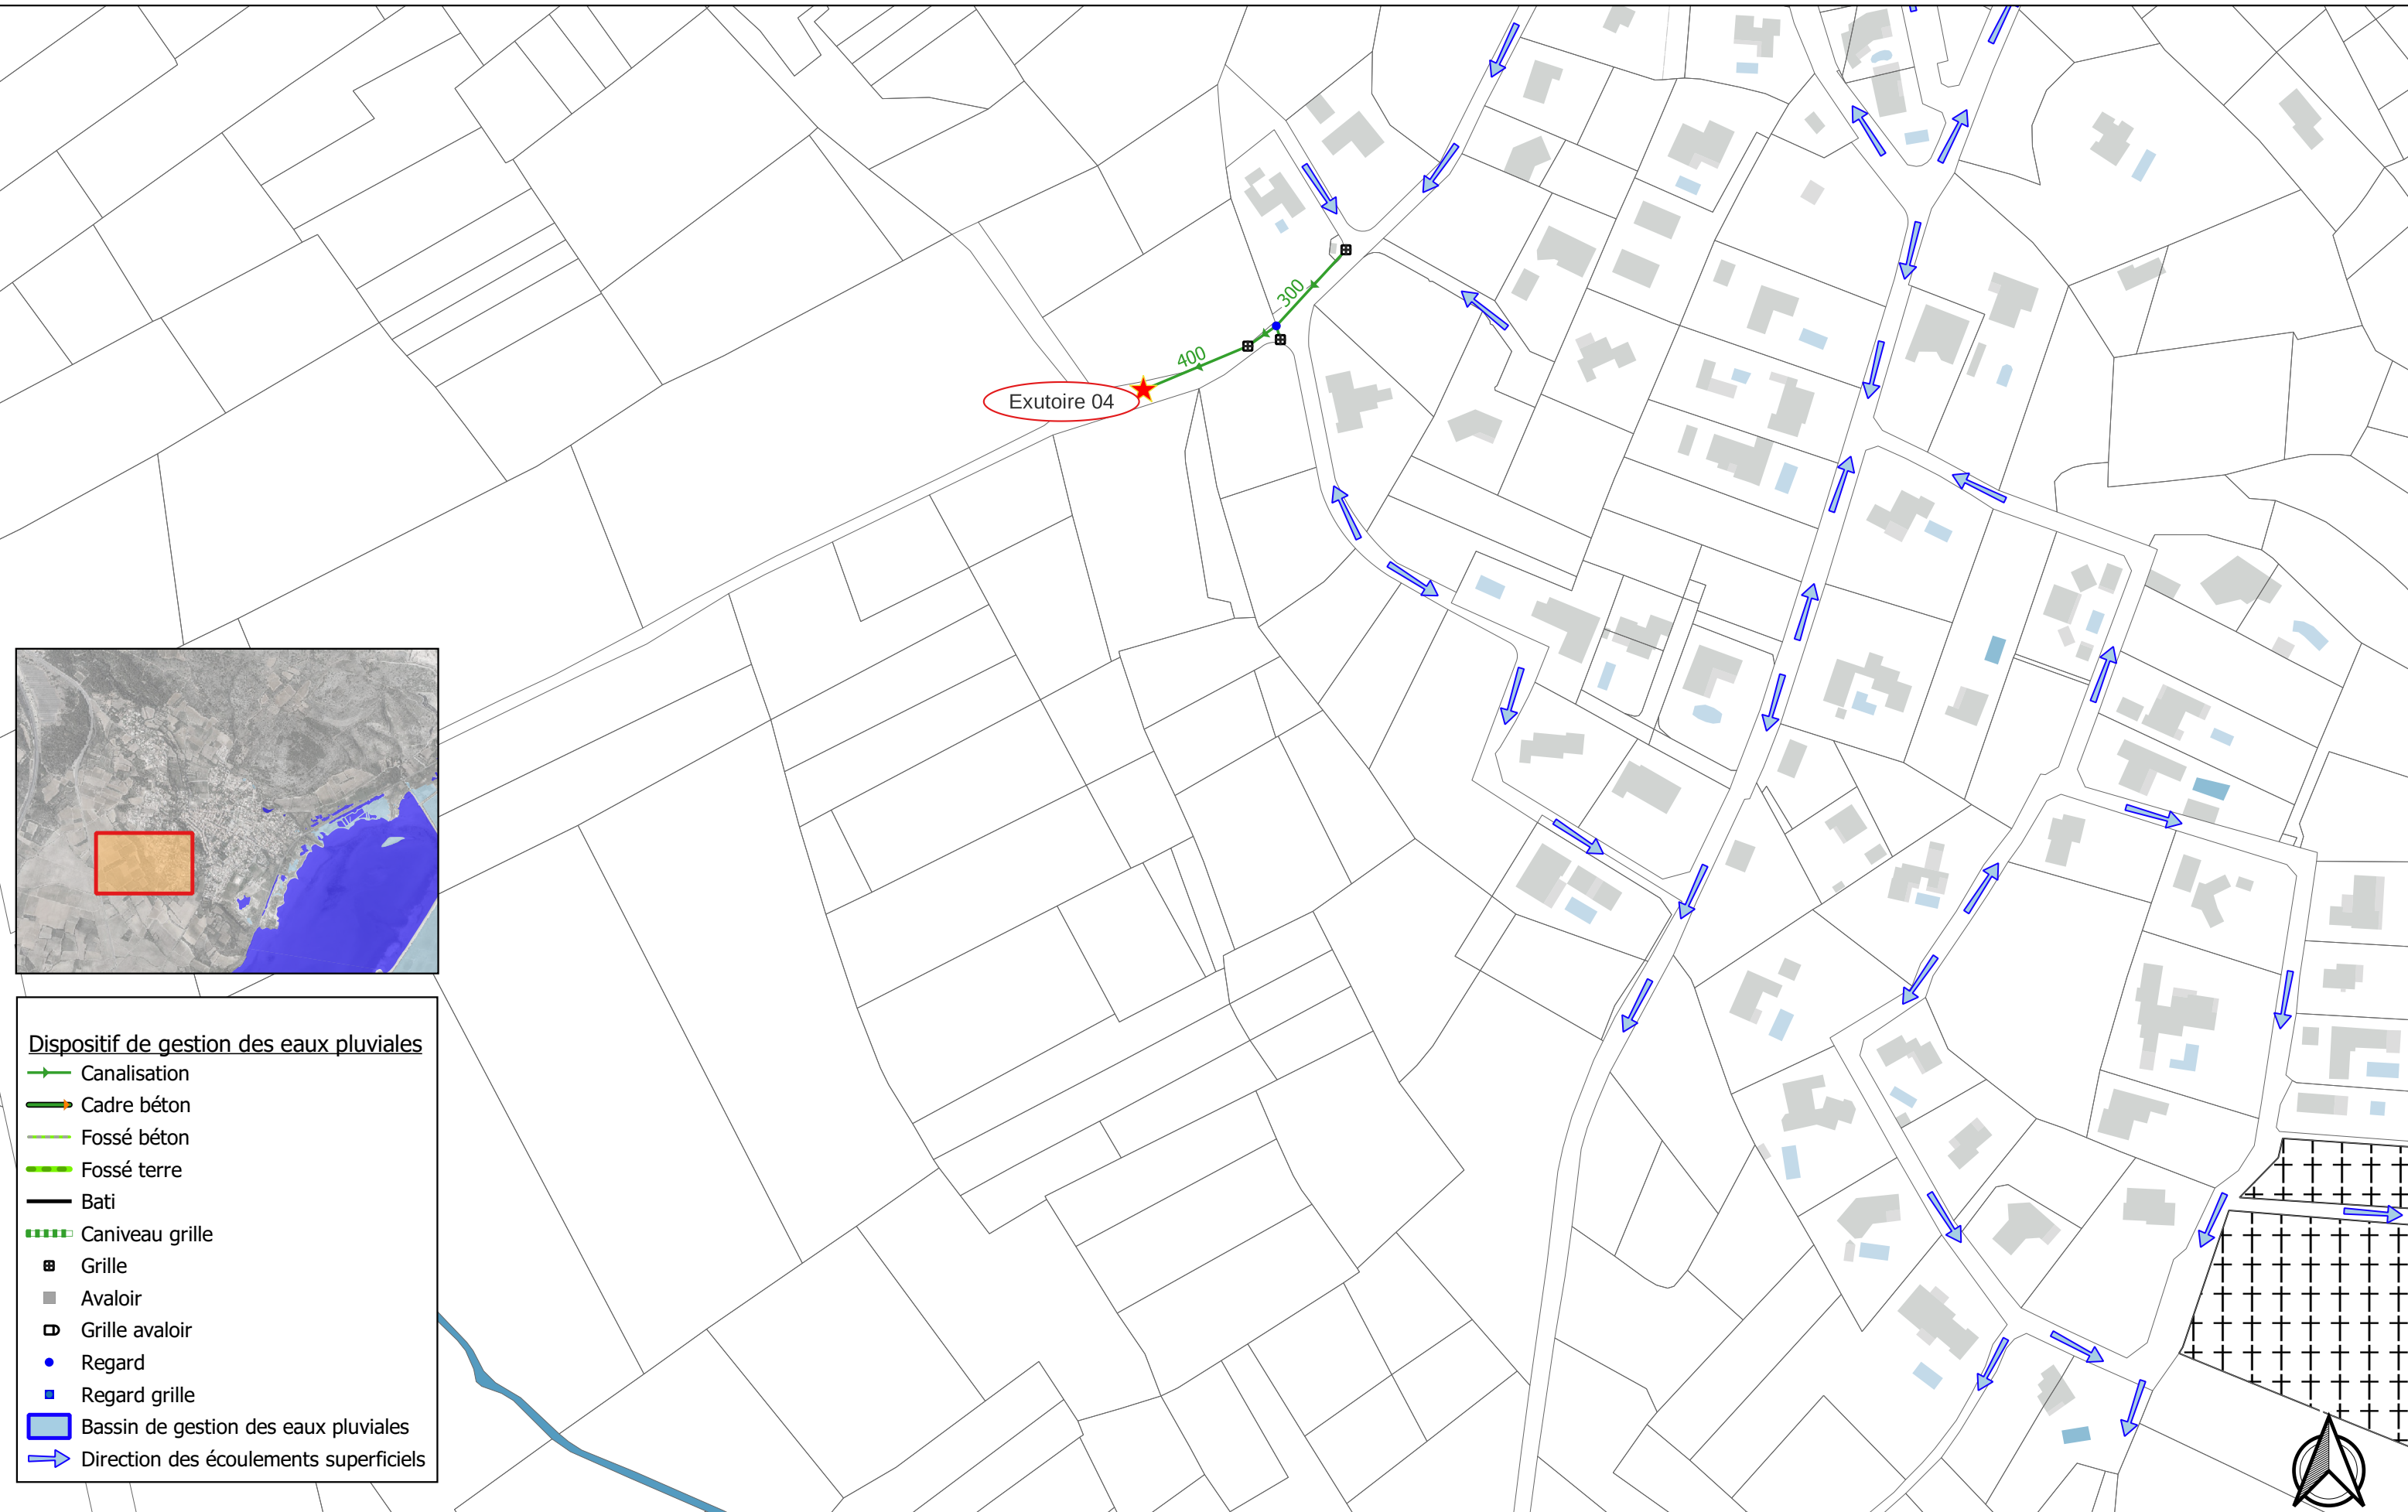 300
400
Exutoire 04
Dispositif de gestion des eaux pluviales
Canalisation
Cadre béton
Fossé béton
Fossé terre
Bati
Caniveau grille
Grille
Avaloir
Grille avaloir
Regard
Regard grille
Bassin de gestion des eaux pluviales
Direction des écoulements superficiels